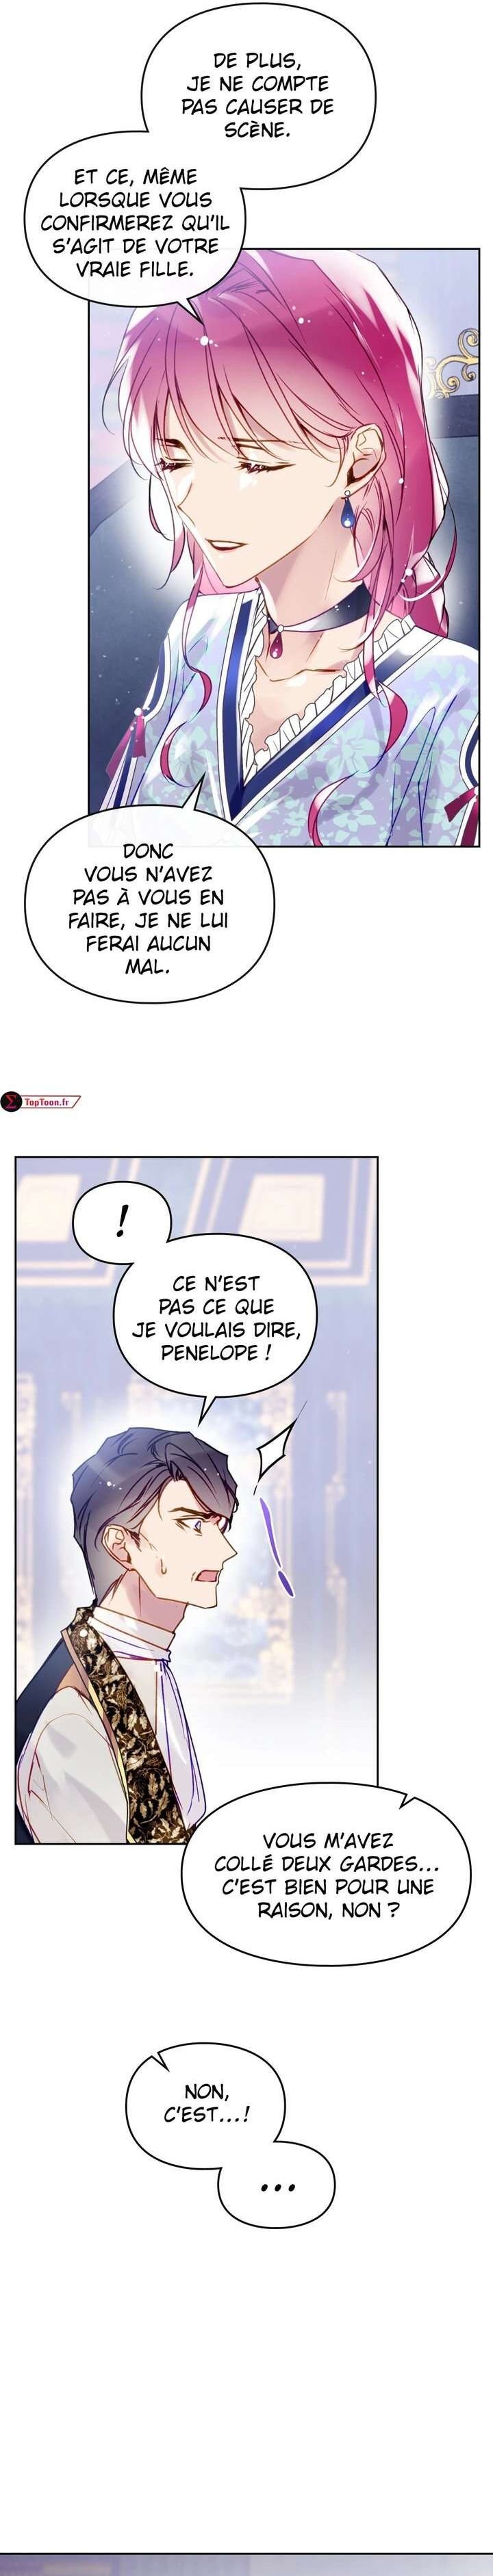 DE PLUS,
JE NE COMPTE
PAS CAUSER DE
SCÈNE.
ET CE, MÊME
LORSQUE VOUS
CONFIRMEREZ QU'IL
S'AGIT DE VOTRE
VRAIE FILLE.
DONC
VOUS N'AVEZ
PAS À VOUS EN
FAIRE, JE NE LUI
FERAI AUCUN
MAL.
TopToon.fr
!
CE N'EST
PAS CE QUE
JE VOULAIS DIRE,
PENELOPE !
VOUS M'AVEZ
COLLÉ DEUX GARDES...
C'EST BIEN POUR UNE
RAISON, NON ?
NON,
C'EST...!
...